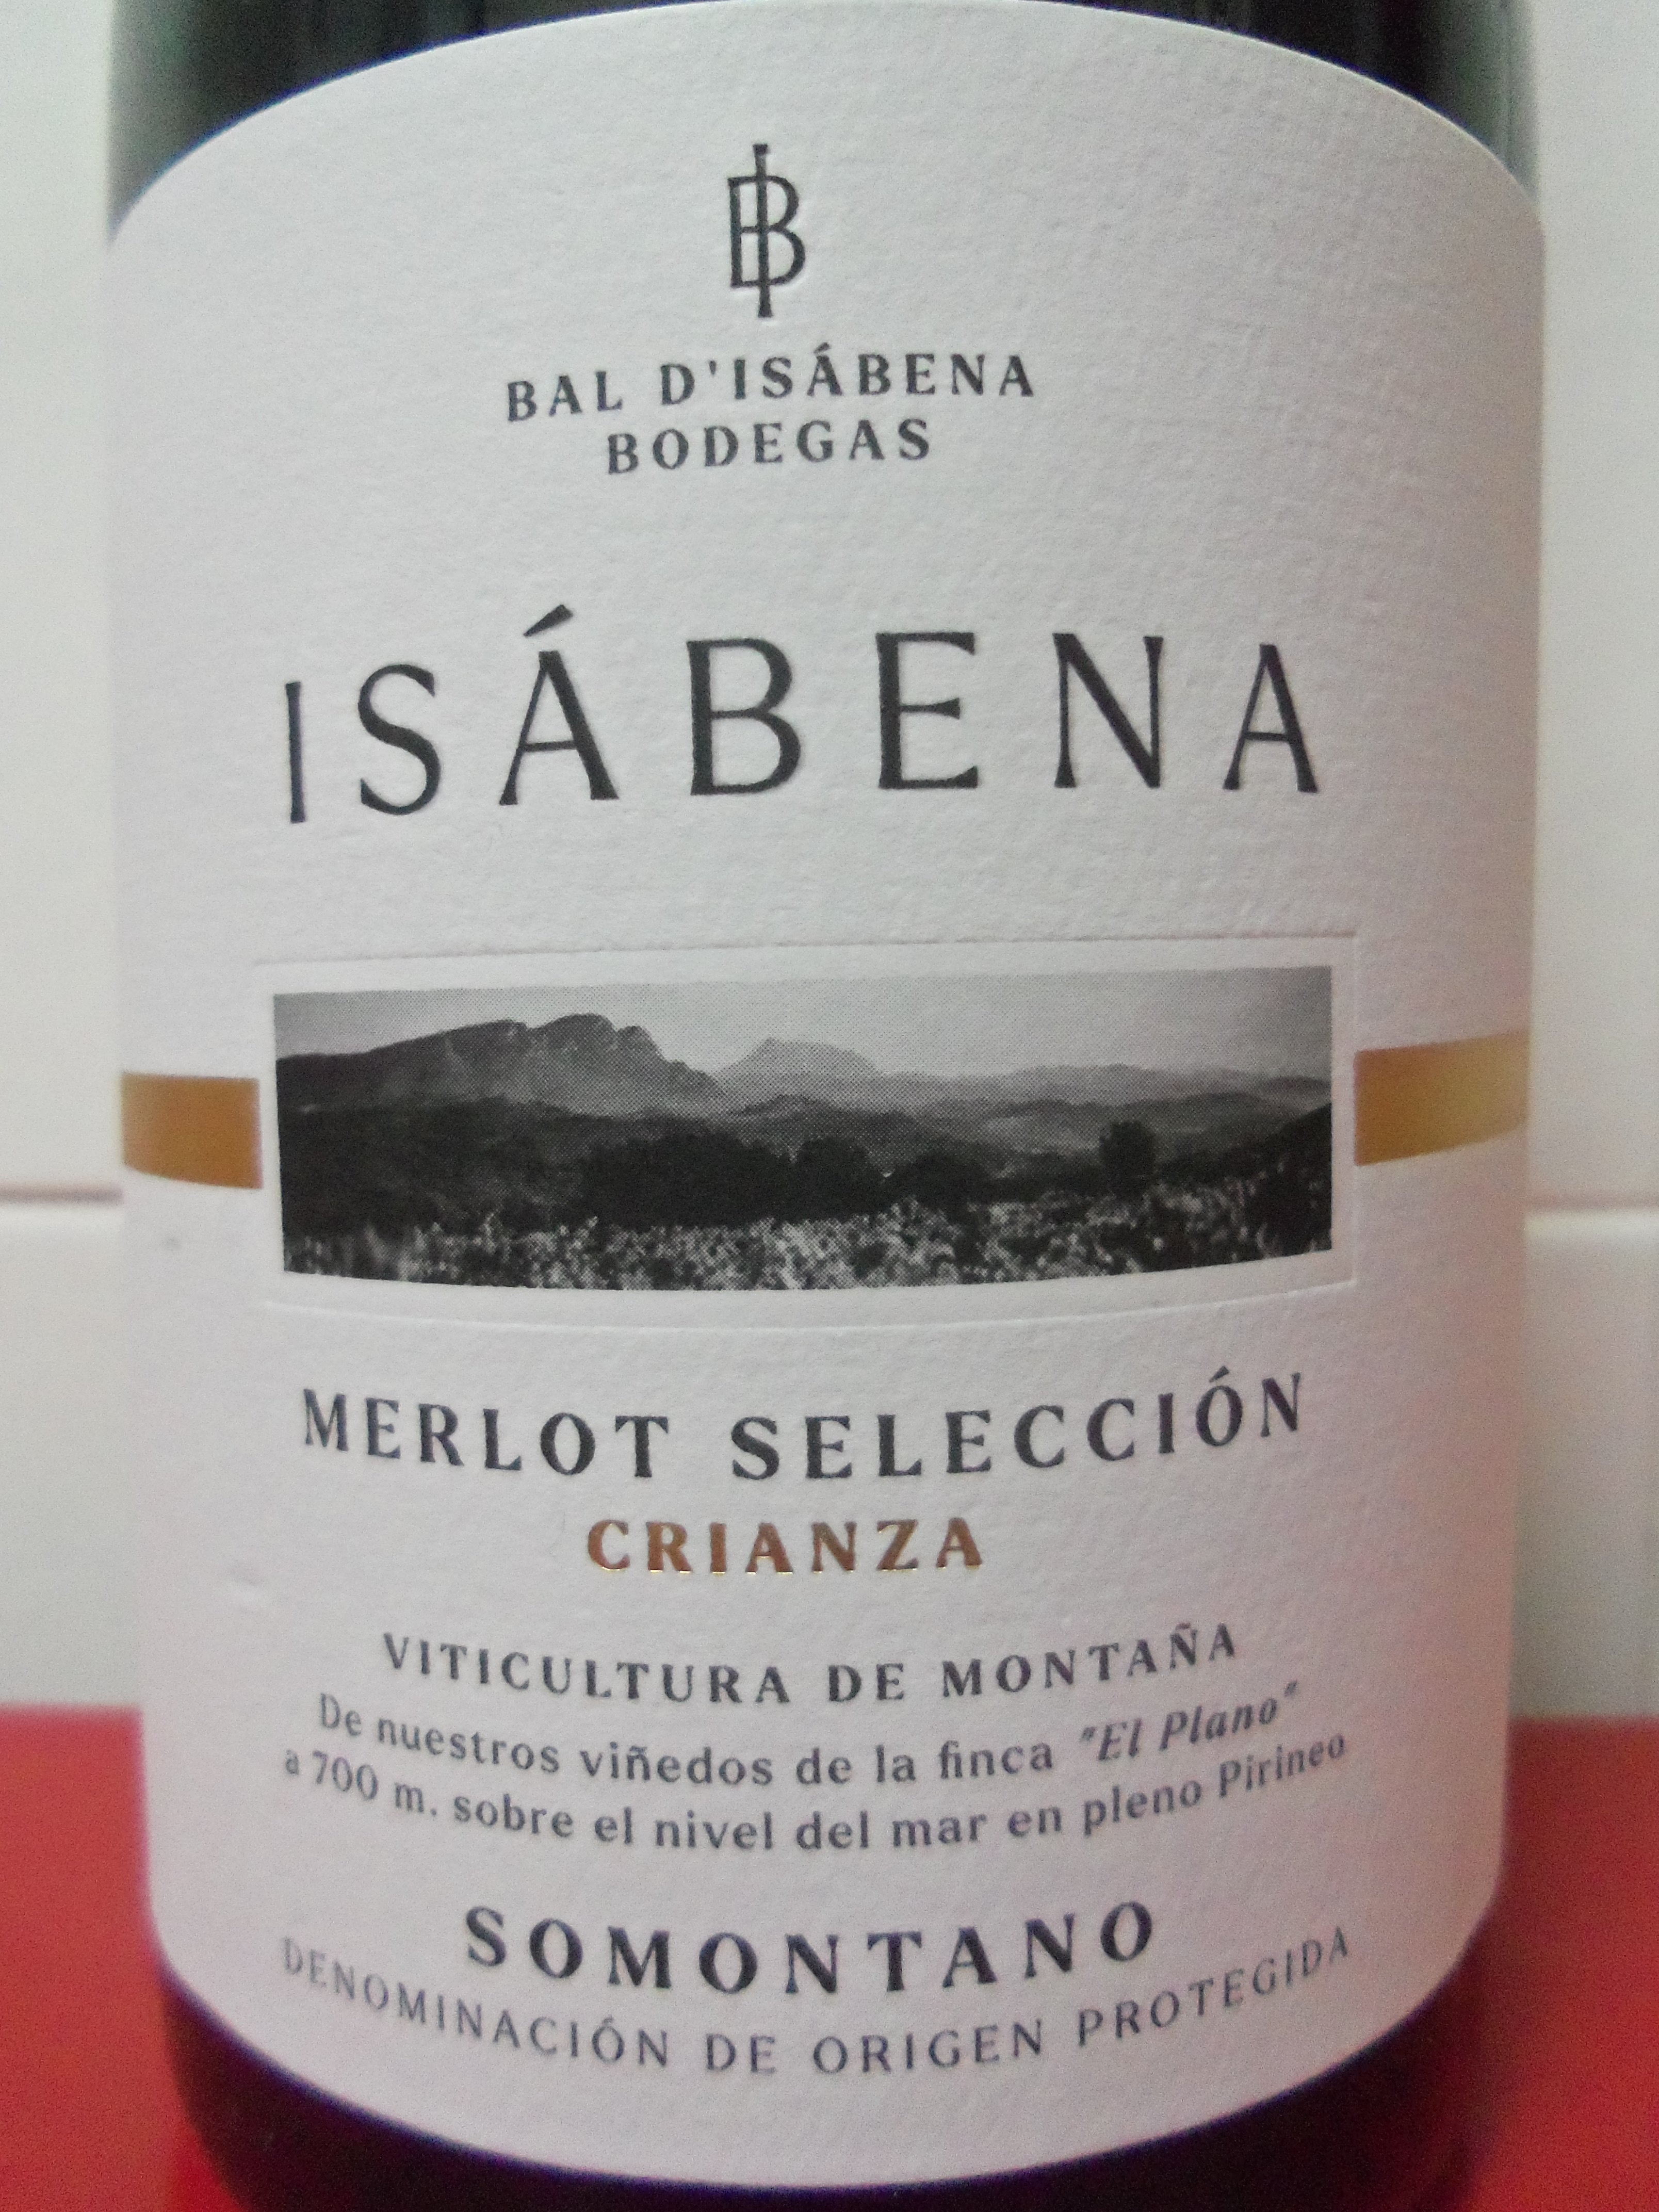 BAL D'ISÁBENA
BODEGAS
ISÁBENA
MERLOT SELECCIÓN
CRIANZA
VITICULTURA DE MONTAÑA
De nuestros viñedos de la finca "El Plano"
a 700 m. sobre el nivel del mar en pleno Pirineo
SOMONTANO
DENOMINACIÓN DE ORIGEN PROTEGIDA